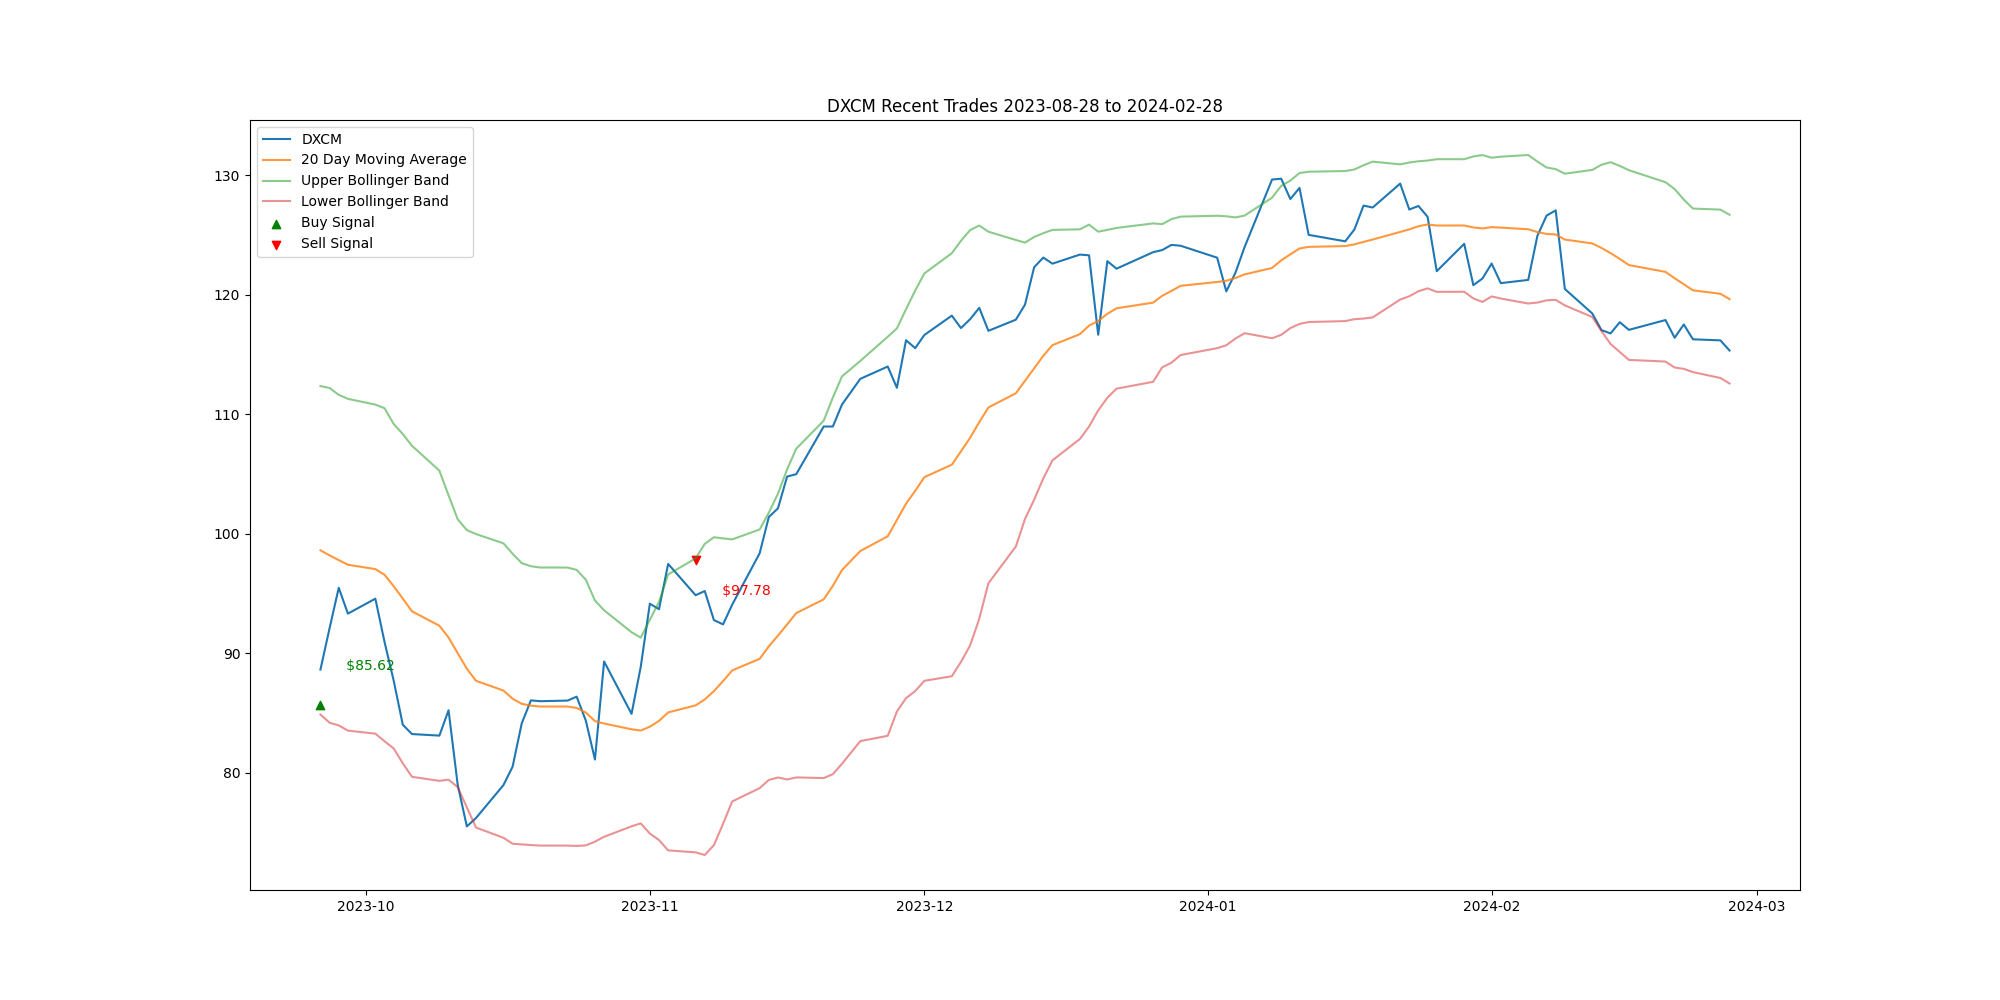 DXCM Recent Trades 2023-08-28 to 2024-02-28
DXCM
20 Day Moving Average
Upper Bollinger Band
Lower Bollinger Band
Buy Signal
Sell Signal
130
120
110
100
90
80
$97.78
$85.62
2023-10
2023-11
2023-12
2024-01
2024-02
2024-03